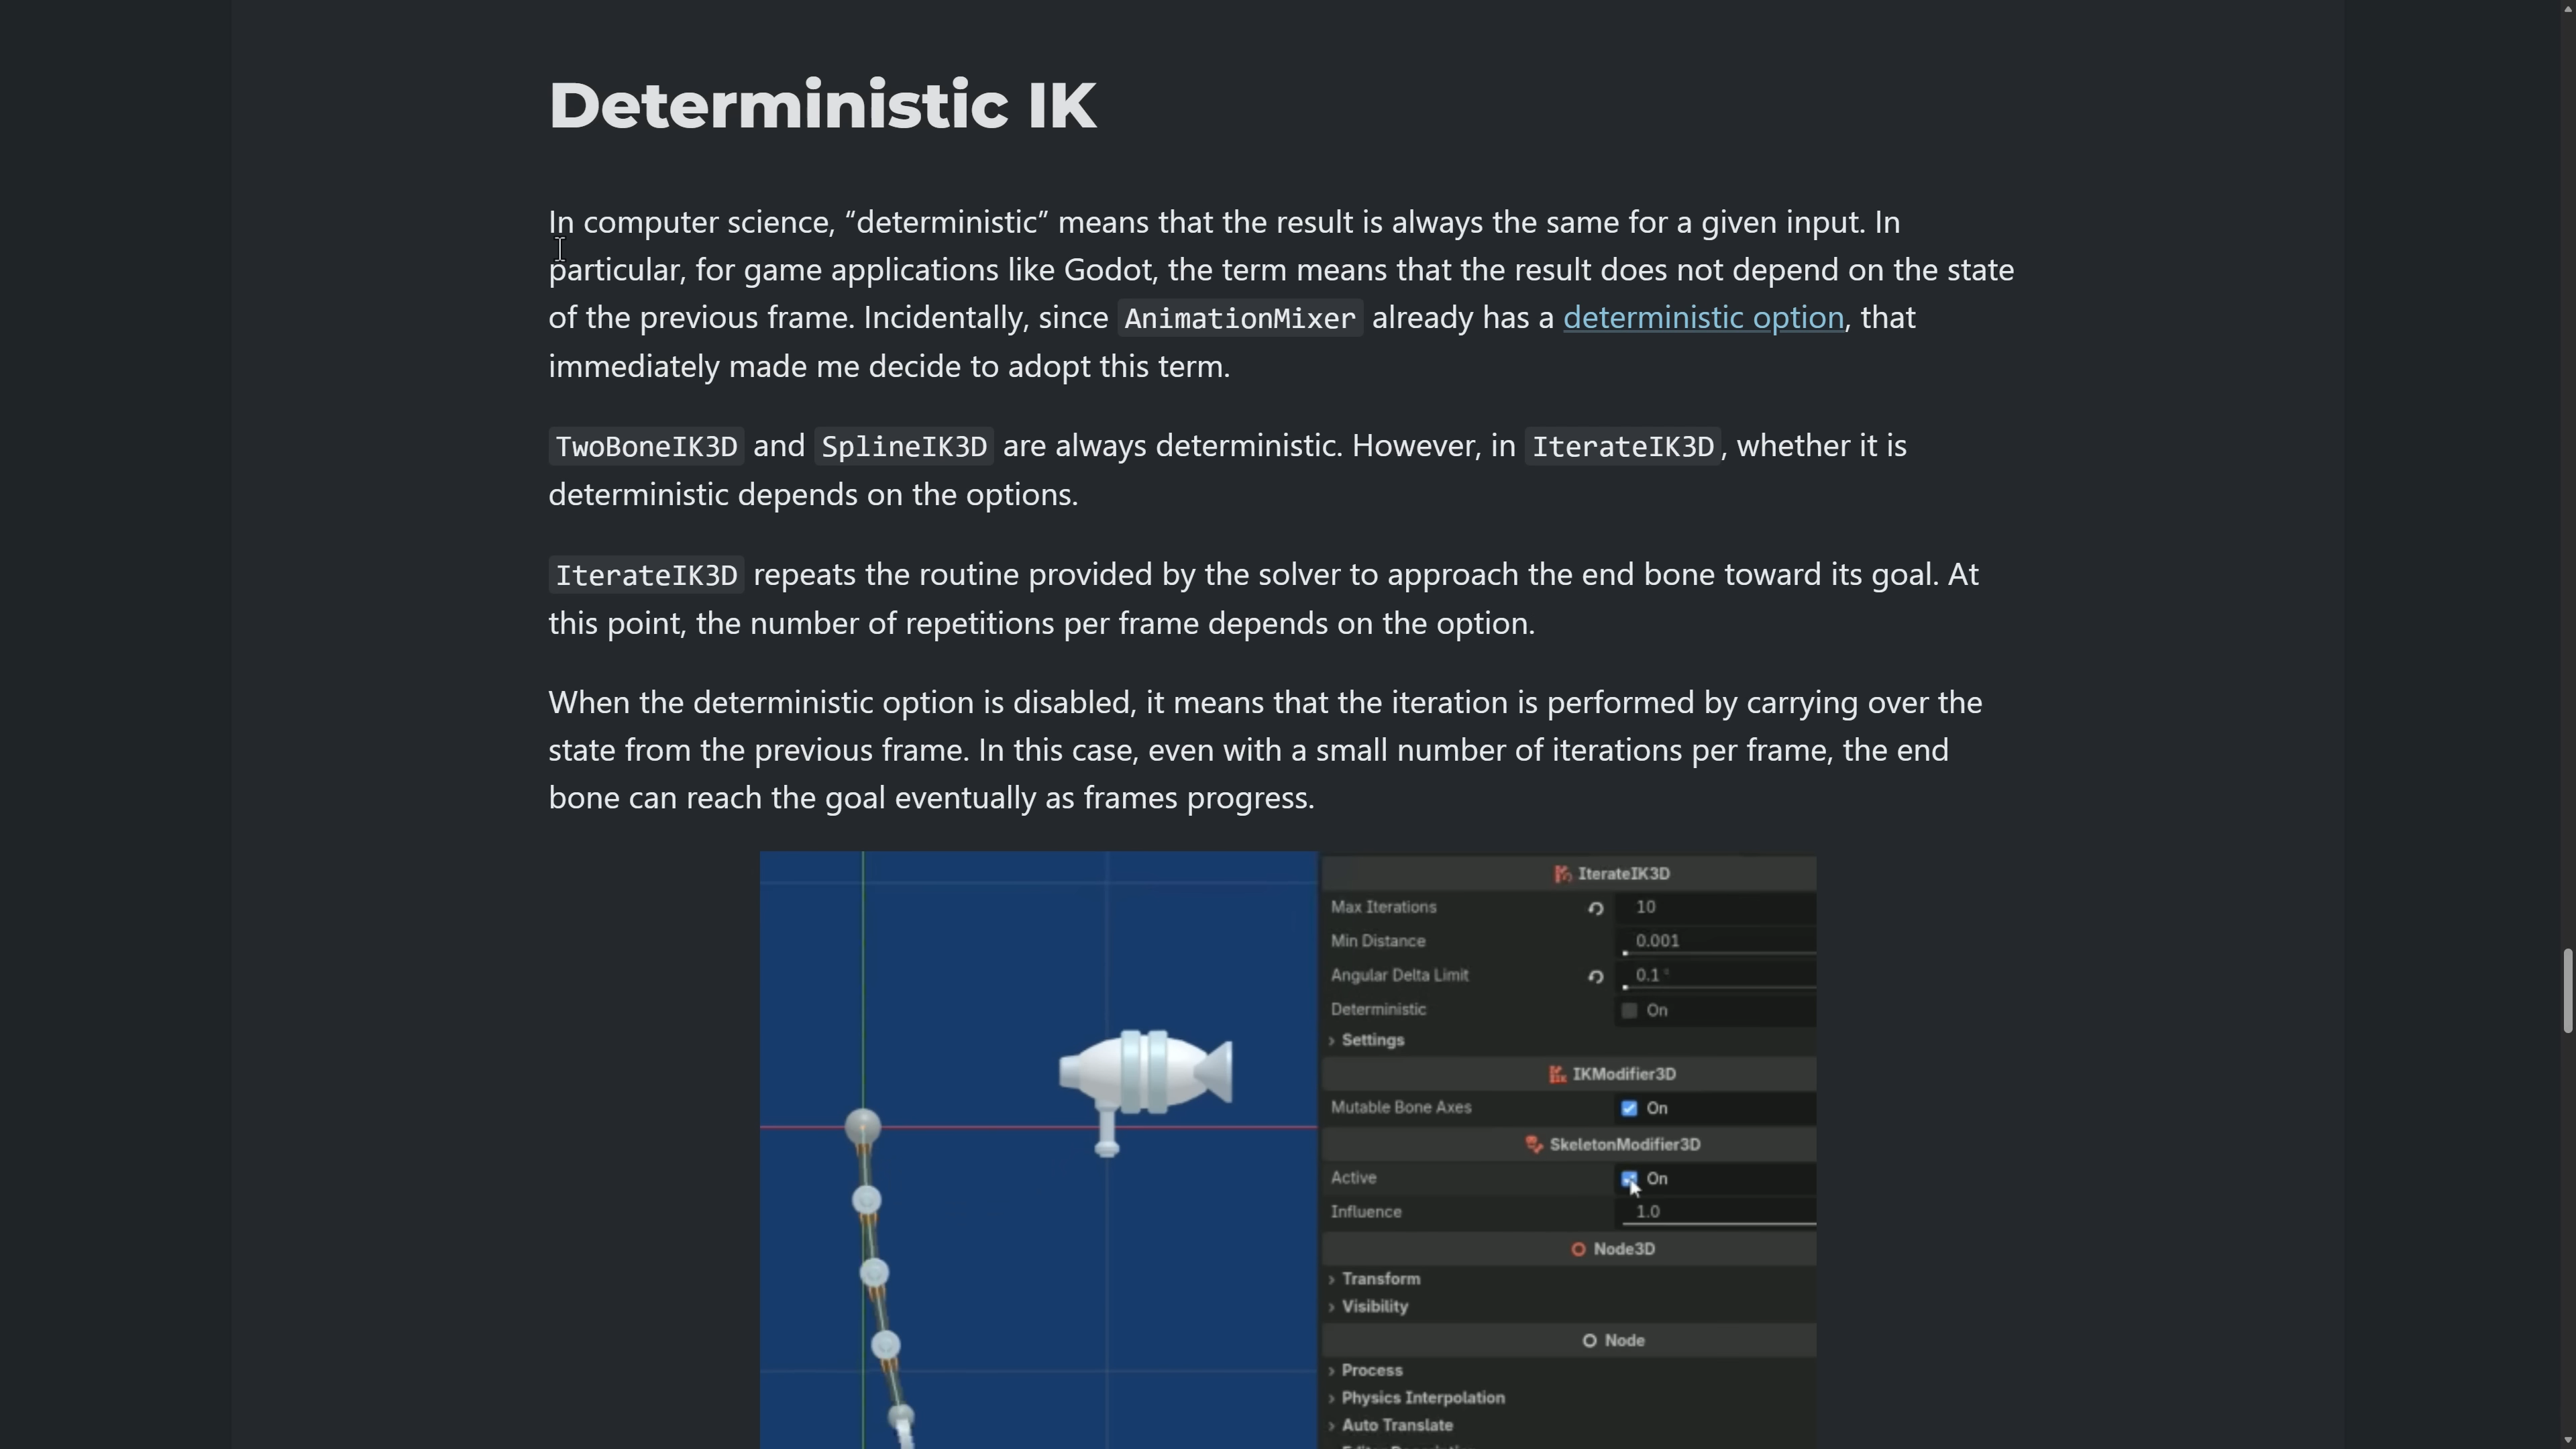 Deterministic IK
In computer science, “deterministic” means that the result is always the same for a given input. In
particular, for game applications like Godot, the term means that the result does not depend on the state
of the previous frame. Incidentally, since AnimationMixer already has a deterministic option, that
immediately made me decide to adopt this term.
TwoBoneIK3D and SplineIK3D are always deterministic. However, in IterateIK3D, whether it is
deterministic depends on the options.
IterateIK3D repeats the routine provided by the solver to approach the end bone toward its goal. At
this point, the number of repetitions per frame depends on the option.
When the deterministic option is disabled, it means that the iteration is performed by carrying over the
state from the previous frame. In this case, even with a small number of iterations per frame, the end
bone can reach the goal eventually as frames progress.
IterateIK3D
Max Iterations 10
Min Distance 0.001
Angular Delta Limit 0.1°
Deterministic On
Settings
IKModifier3D
Mutable Bone Axes On
SkeletonModifier3D
Active On
Influence 1.0
Node3D
Transform
Visibility
Node
Process
Physics Interpolation
Auto Translate